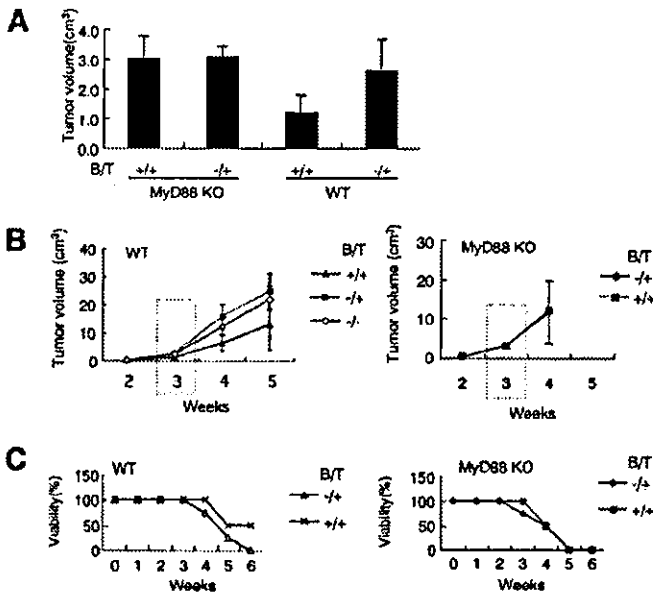 A
Tumor volume(cm³)
4.0
3.0
2.0
1.0
0.0
B/T +/+ -/+ +/+ -/+
MyD88 KO WT
B
Tumor volume (cm³)
40
30
20
10
0
WT
B/T
+/+
-/+
-/-
2 3 4 5
Weeks
Tumor volume (cm³)
30
20
10
0
MyD88 KO
B/T
-/+
+/+
2 3 4 5
Weeks
C
Viability(%)
150
100
50
0
WT
B/T
-/+
+/+
0 1 2 3 4 5 6
Weeks
Viability(%)
150
100
50
0
MyD88 KO
B/T
-/+
+/+
0 1 2 3 4 5 6
Weeks